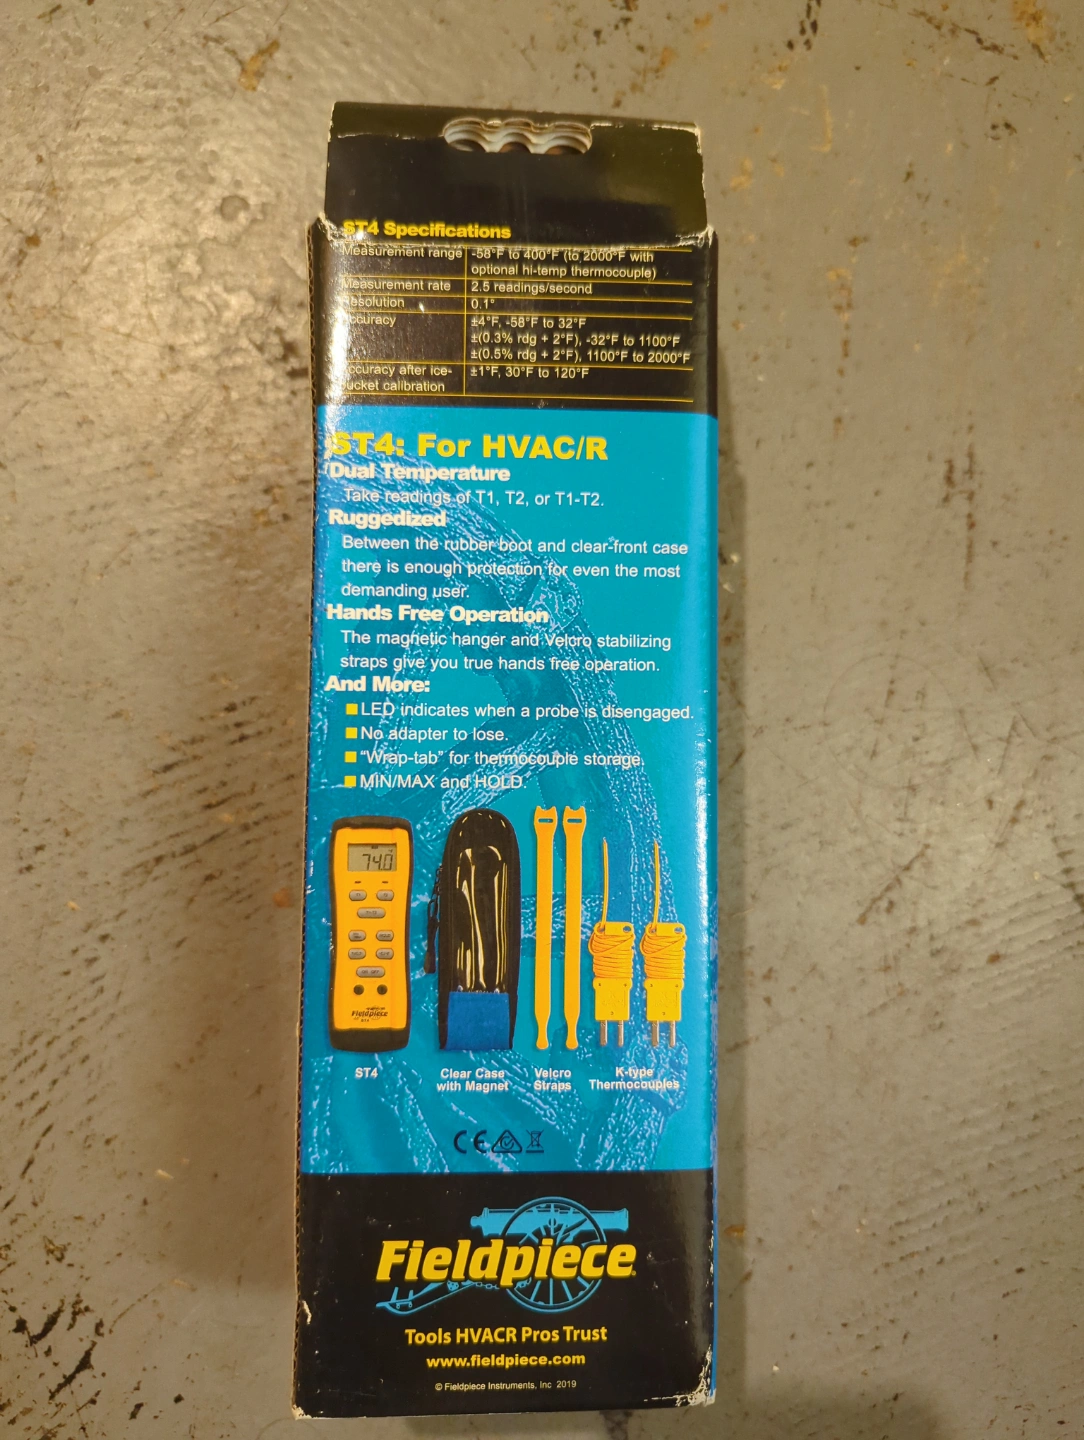 ST4 Specifications
Measurement range -58°F to 400°F (to 2000°F with
optional hi-temp thermocouple)
Measurement rate 2.5 readings/second
Resolution 0.1°
Accuracy ±4°F, -58°F to 32°F
±(0.3% rdg + 2°F), -32°F to 1100°F
±(0.5% rdg + 2°F), 1100°F to 2000°F
Accuracy after ice- ±1°F, 30°F to 120°F
bucket calibration
ST4: For HVAC/R
Dual Temperature
Take readings of T1, T2, or T1-T2.
Ruggedized
Between the rubber boot and clear-front case
there is enough protection for even the most
demanding user.
Hands Free Operation
The magnetic hanger and Velcro stabilizing
straps give you true hands free operation.
And More:
LED indicates when a probe is disengaged.
No adapter to lose.
"Wrap-tab" for thermocouple storage.
MIN/MAX and HOLD.
74.0
Fieldpiece
ST4
Clear Case
with Magnet
Velcro
Straps
K-type
Thermocouples
CE
Fieldpiece
Tools HVACR Pros Trust
www.fieldpiece.com
© Fieldpiece Instruments, Inc 2019